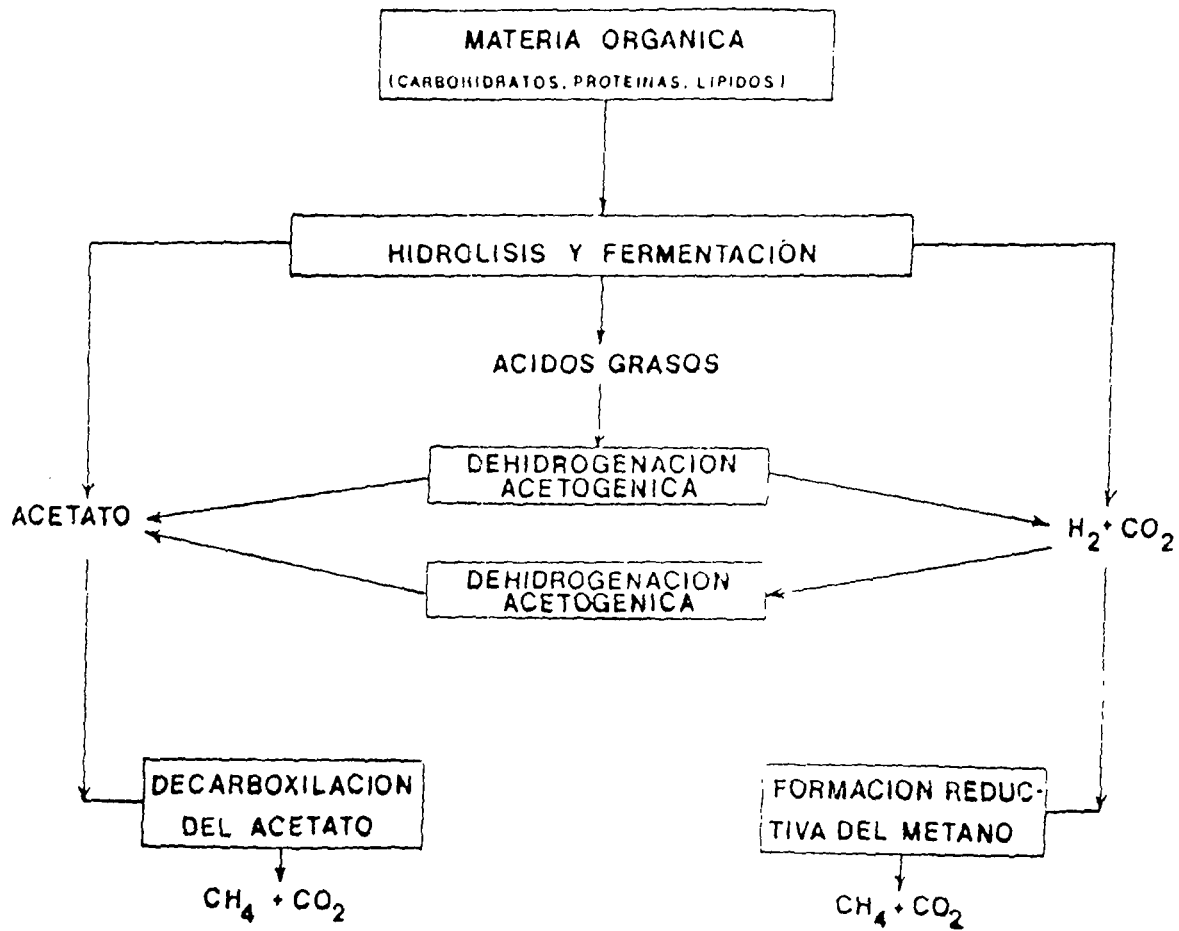 MATERIA ORGANICA
(CARBOHIDRATOS, PROTEINAS, LIPIDOS)
HIDROLISIS Y FERMENTACIÓN
ACIDOS GRASOS
DEHIDROGENACION
ACETOGENICA
ACETATO
H2 + CO2
DEHIDROGENACION
ACETOGENICA
DECARBOXILACION
DEL ACETATO
FORMACION REDUC-
TIVA DEL METANO
CH4 + CO2
CH4 + CO2